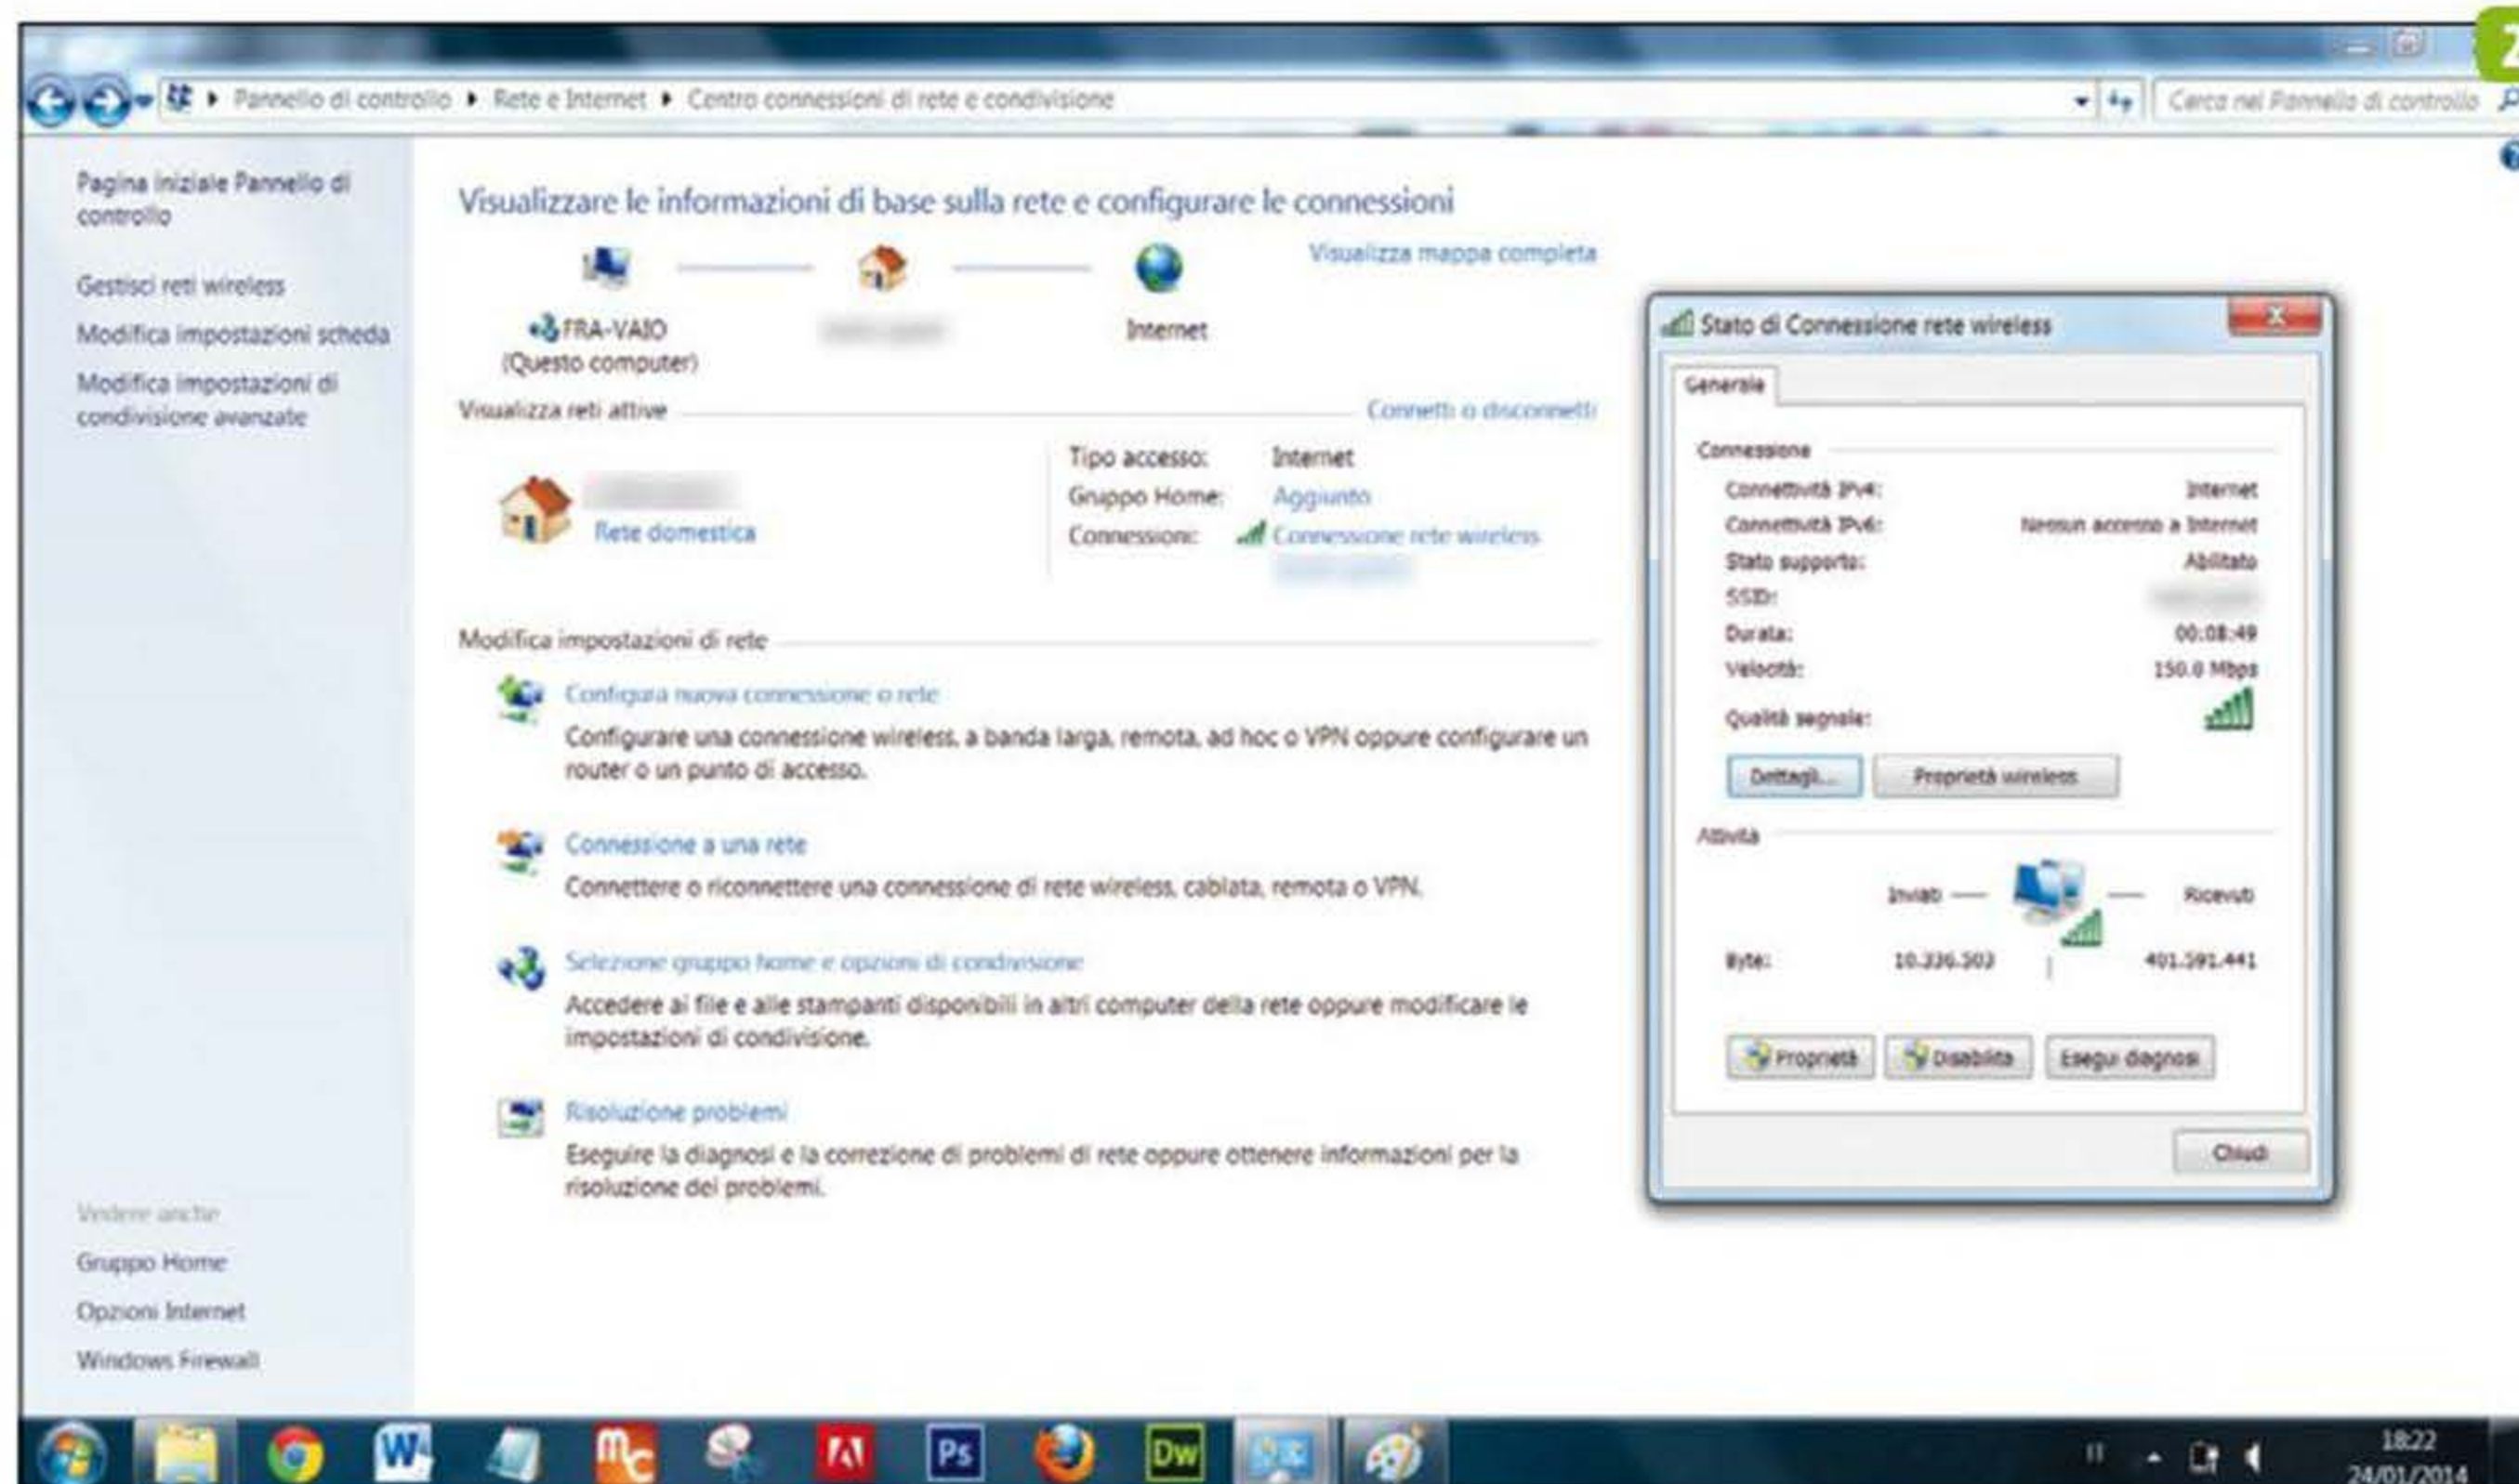 2
Pannello di controllo ▸ Rete e Internet ▸ Centro connessioni di rete e condivisione
Cerca nel Pannello di controllo
Pagina iniziale Pannello di
controllo
Gestisci reti wireless
Modifica impostazioni scheda
Modifica impostazioni di
condivisione avanzate
Visualizzare le informazioni di base sulla rete e configurare le connessioni
Visualizza mappa completa
FRA-VAIO
(Questo computer)
Internet
Visualizza reti attive
Connetti o disconnetti
Rete domestica
Tipo accesso: Internet
Gruppo Home: Aggiunto
Connessioni: Connessione rete wireless
Modifica impostazioni di rete
Configura nuova connessione o rete
Configurare una connessione wireless, a banda larga, remota, ad hoc o VPN oppure configurare un
router o un punto di accesso.
Connessione a una rete
Connettere o riconnettere una connessione di rete wireless, cablata, remota o VPN.
Selezione gruppo home e opzioni di condivisione
Accedere ai file e alle stampanti disponibili in altri computer della rete oppure modificare le
impostazioni di condivisione.
Risoluzione problemi
Eseguire la diagnosi e la correzione di problemi di rete oppure ottenere informazioni per la
risoluzione dei problemi.
Vedere anche
Gruppo Home
Opzioni Internet
Windows Firewall
Stato di Connessione rete wireless
Generale
Connessione
Connettività IPv4: Internet
Connettività IPv6: Nessun accesso a Internet
Stato supporto: Abilitato
SSID:
Durata: 00:08:49
Velocità: 150.0 Mbps
Qualità segnale:
Dettagli... Proprietà wireless
Attività
Inviati Ricevuti
Byte: 10.336.503 401.591.441
Proprietà Disabilita Esegui diagnosi
Chiudi
W mc Ps Dw
IT
18:22
24/01/2014